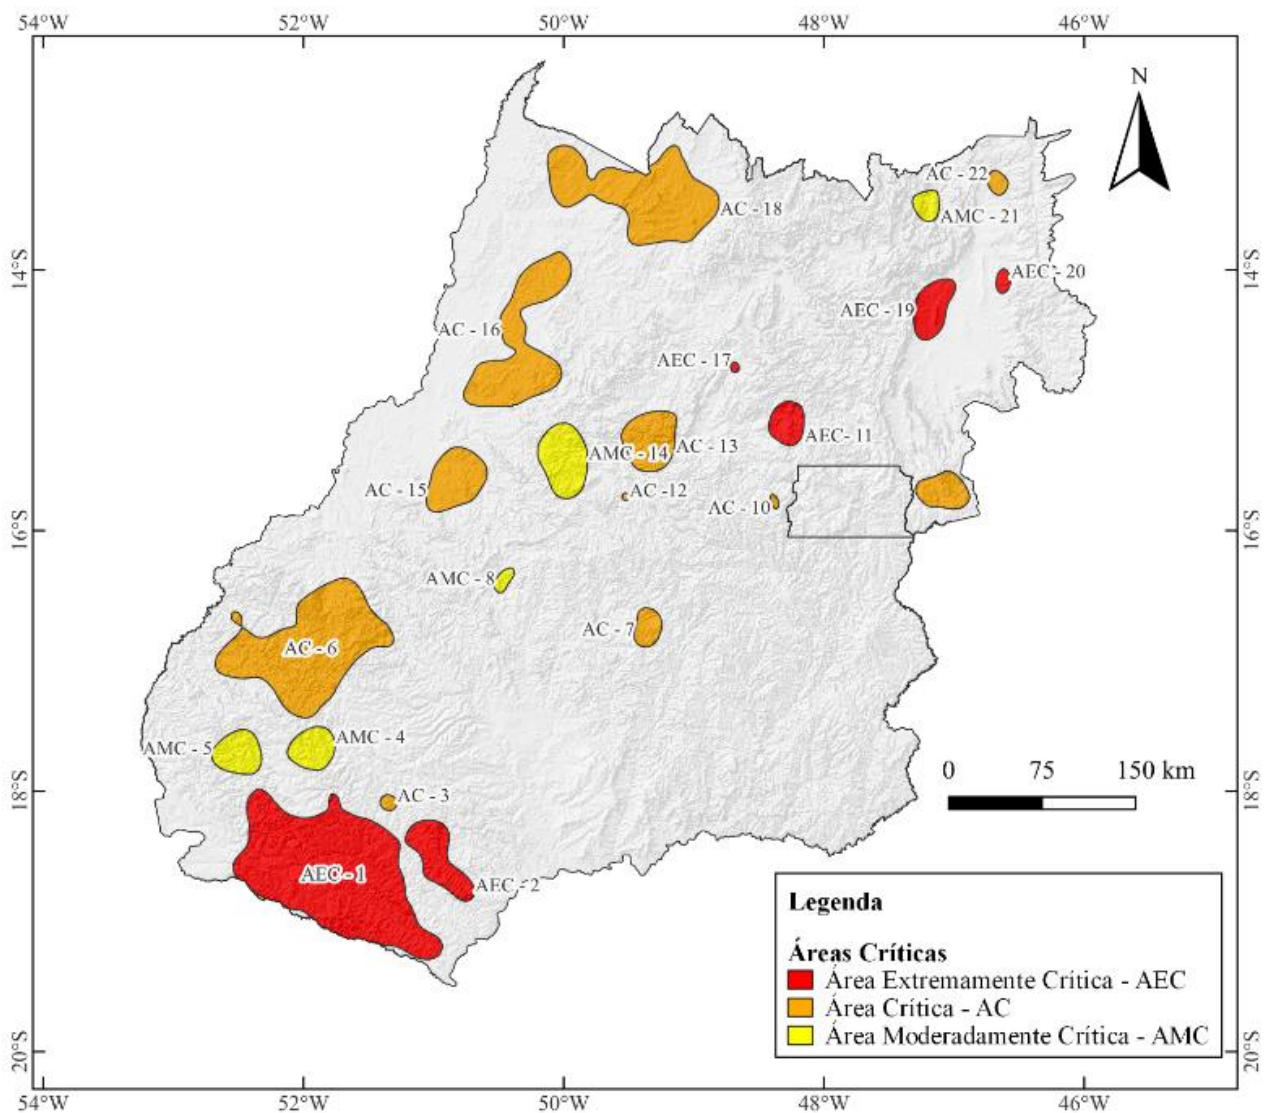 54°W 52°W 50°W 48°W 46°W
N
AC - 22
AC - 18
AMC - 21
14°S 14°S
AEC - 20
AEC - 19
AC - 16
AEC - 17
AEC - 11
AC - 13
AMC - 14
AC - 15
AC - 12
AC - 10
16°S 16°S
AMC - 8
AC - 7
AC - 6
AMC - 4
AMC - 5
0 75 150 km
18°S 18°S
AC - 3
AEC - 1
AEC - 2
Legenda
Áreas Críticas
Área Extremamente Crítica - AEC
Área Crítica - AC
Área Moderadamente Crítica - AMC
20°S 20°S
54°W 52°W 50°W 48°W 46°W